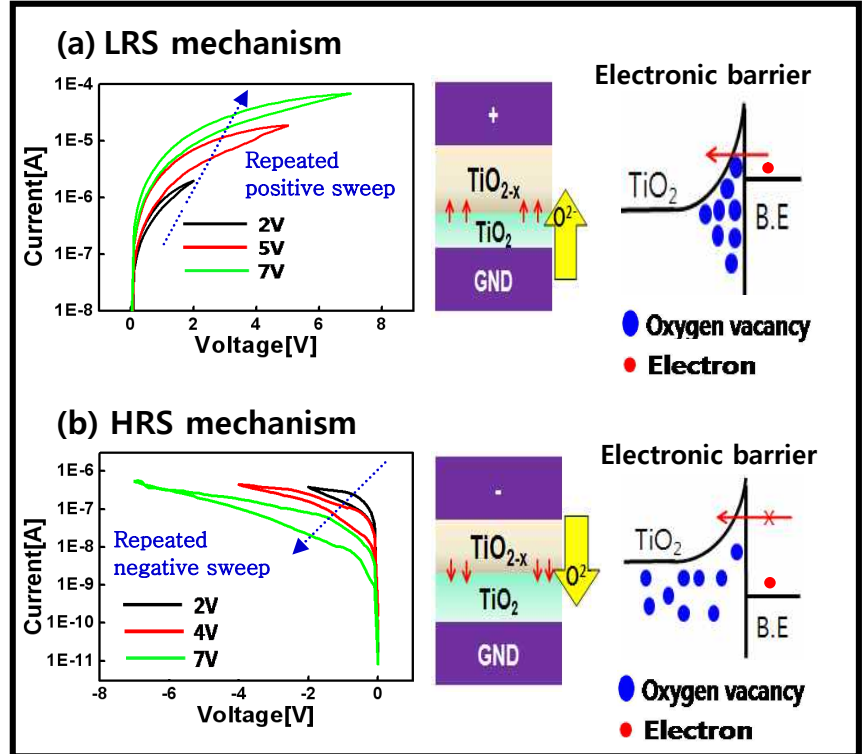 (a) LRS mechanism
1E-4
1E-5
1E-6
1E-7
1E-8
Current[A]
Repeated
positive sweep
2V
5V
7V
0 2 4 6 8
Voltage[V]
+
TiO2-x
TiO2
GND
O2-
Electronic barrier
TiO2
B.E
Oxygen vacancy
Electron
(b) HRS mechanism
1E-6
1E-7
1E-8
1E-9
1E-10
1E-11
Current[A]
Repeated
negative sweep
2V
4V
7V
-8 -6 -4 -2 0
Voltage[V]
-
TiO2-x
TiO2
GND
O2-
Electronic barrier
x
TiO2
B.E
Oxygen vacancy
Electron